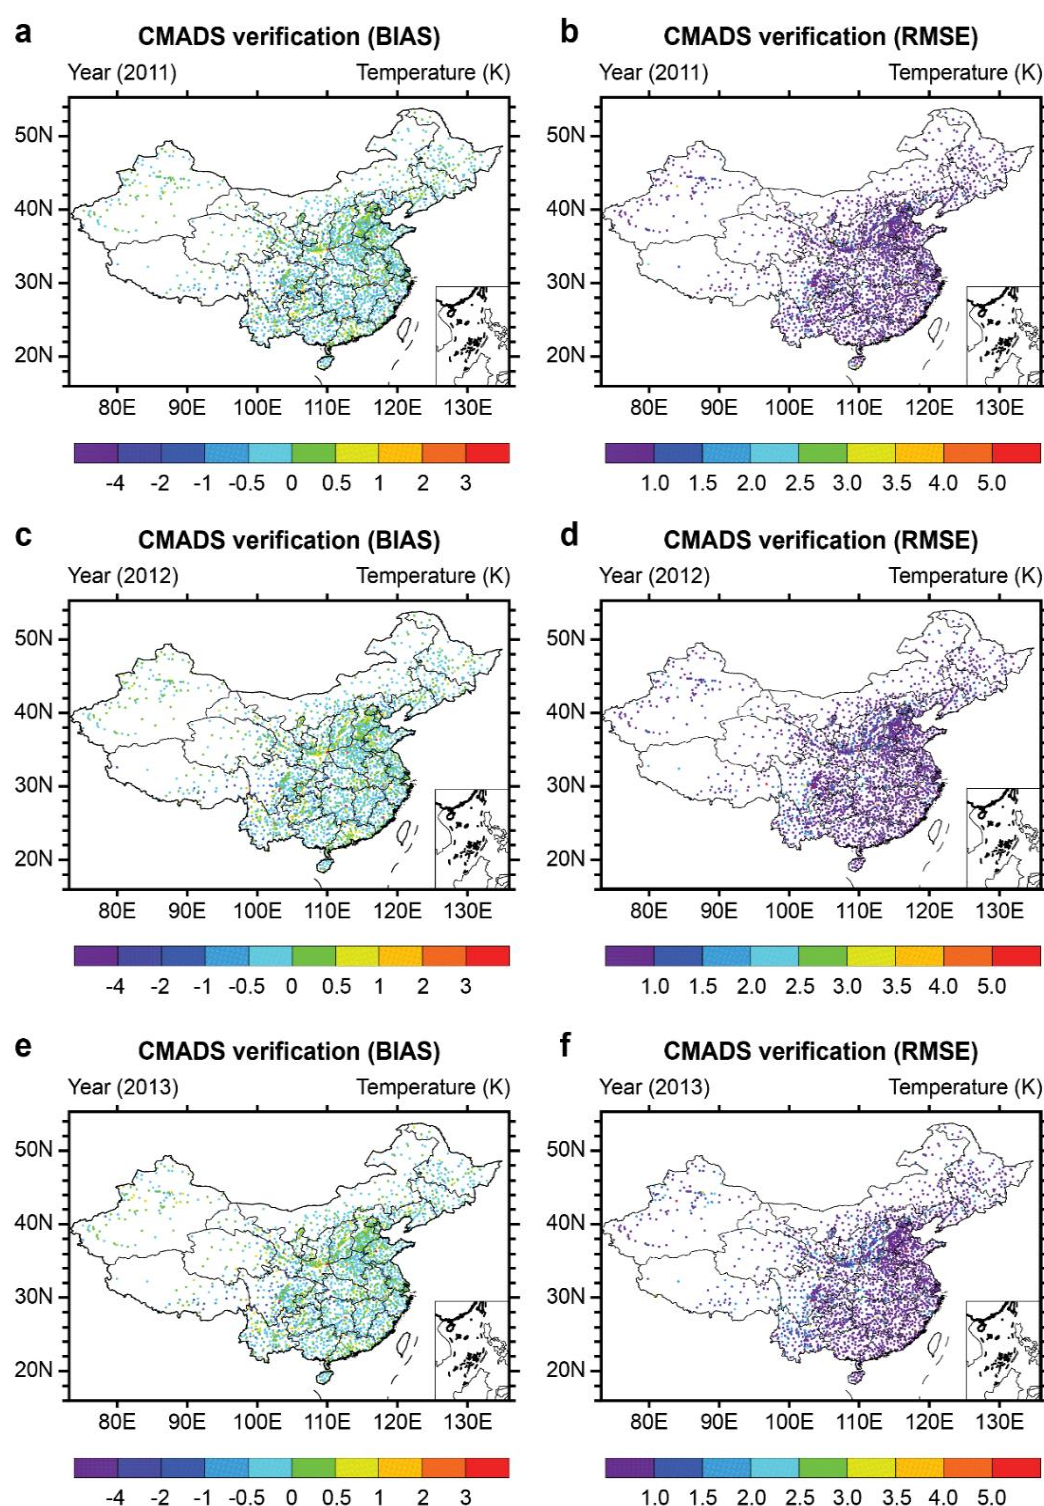 a
CMADS verification (BIAS)
Year (2011) Temperature (K)
50N
40N
30N
20N
80E 90E 100E 110E 120E 130E
-4 -2 -1 -0.5 0 0.5 1 2 3
b
CMADS verification (RMSE)
Year (2011) Temperature (K)
80E 90E 100E 110E 120E 130E
1.0 1.5 2.0 2.5 3.0 3.5 4.0 5.0
c
CMADS verification (BIAS)
Year (2012) Temperature (K)
50N
40N
30N
20N
80E 90E 100E 110E 120E 130E
-4 -2 -1 -0.5 0 0.5 1 2 3
d
CMADS verification (RMSE)
Year (2012) Temperature (K)
50N
40N
30N
20N
80E 90E 100E 110E 120E 130E
1.0 1.5 2.0 2.5 3.0 3.5 4.0 5.0
e
CMADS verification (BIAS)
Year (2013) Temperature (K)
50N
40N
30N
20N
80E 90E 100E 110E 120E 130E
-4 -2 -1 -0.5 0 0.5 1 2 3
f
CMADS verification (RMSE)
Year (2013) Temperature (K)
50N
40N
30N
20N
80E 90E 100E 110E 120E 130E
1.0 1.5 2.0 2.5 3.0 3.5 4.0 5.0